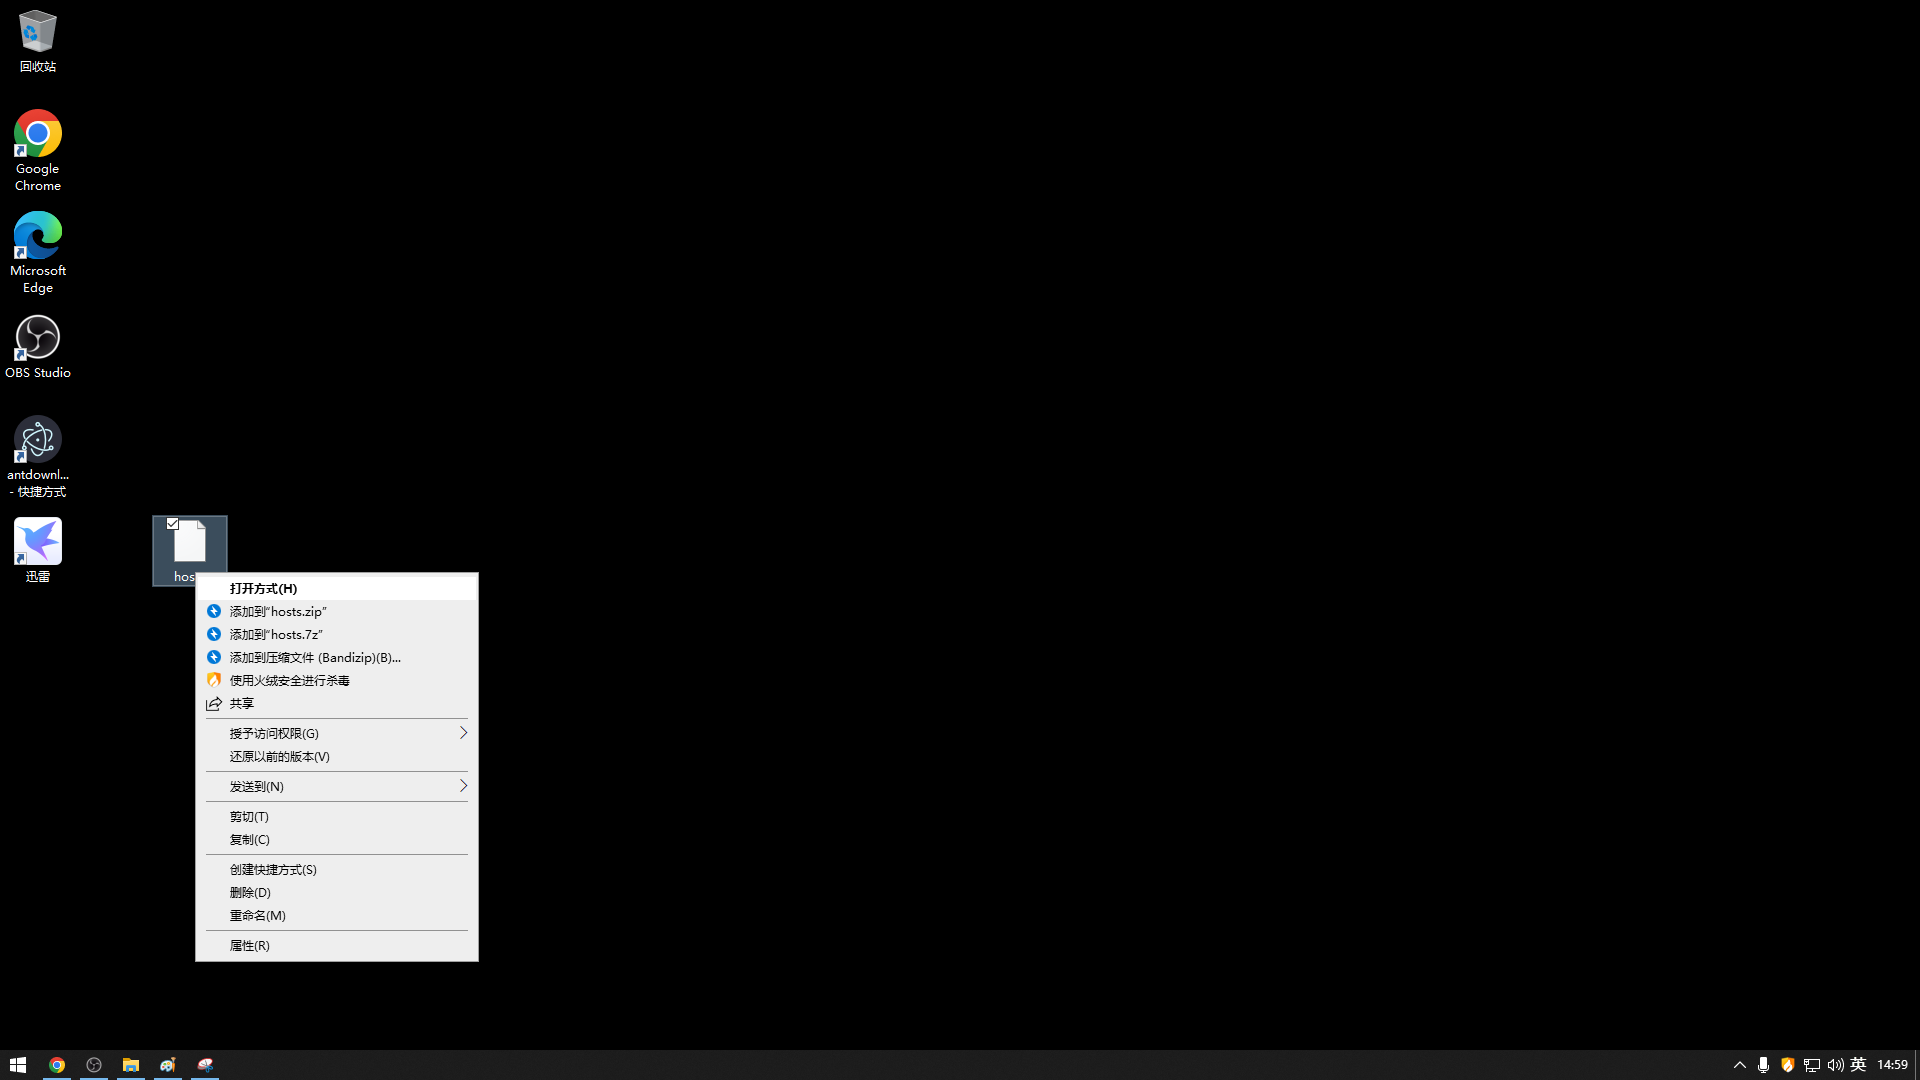 回收站
Google
Chrome
Microsoft
Edge
OBS Studio
antdownl...
- 快捷方式
迅雷
打开方式(H)
添加到“hosts.zip”
添加到“hosts.7z”
添加到压缩文件 (Bandizip)(B)...
使用火绒安全进行杀毒
共享
授予访问权限(G)
还原以前的版本(V)
发送到(N)
剪切(T)
复制(C)
创建快捷方式(S)
删除(D)
重命名(M)
属性(R)
英
14:59